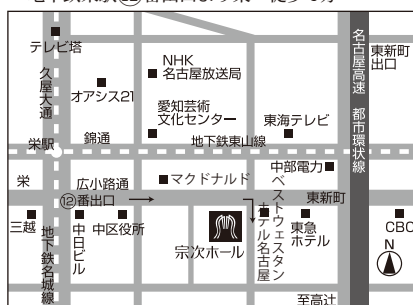 テレビ塔
久屋大通
オアシス21
NHK
名古屋放送局
愛知芸術
文化センター
名古屋高速 都市環状線
東新町
出口
東海テレビ
栄駅
錦通
地下鉄東山線
中部電力
栄
広小路通
マクドナルド
⑫番出口
東新町
三越
地下鉄名城線
中日
ビル
中区役所
宗次ホール
ベストウェスタン
ホテル名古屋
東急
ホテル
CBC
N
至高辻